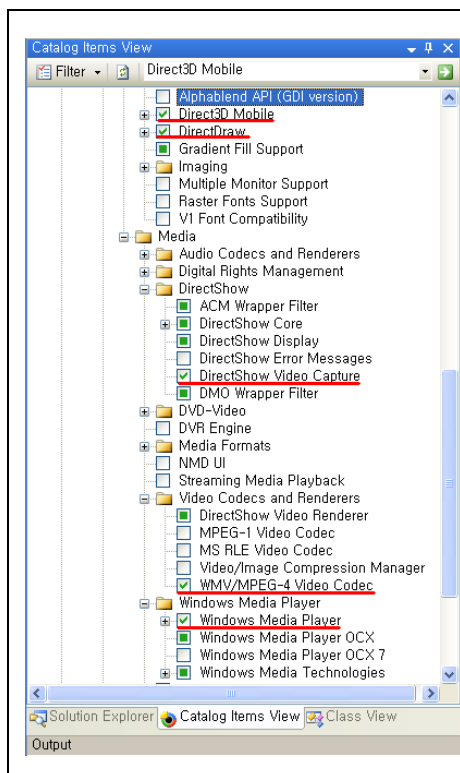 Catalog Items View
Filter
Direct3D Mobile
Alphablend API (GDI version)
Direct3D Mobile
DirectDraw
Gradient Fill Support
Imaging
Multiple Monitor Support
Raster Fonts Support
V1 Font Compatibility
Media
Audio Codecs and Renderers
Digital Rights Management
DirectShow
ACM Wrapper Filter
DirectShow Core
DirectShow Display
DirectShow Error Messages
DirectShow Video Capture
DMO Wrapper Filter
DVD-Video
DVR Engine
Media Formats
NMD UI
Streaming Media Playback
Video Codecs and Renderers
DirectShow Video Renderer
MPEG-1 Video Codec
MS RLE Video Codec
Video/Image Compression Manager
WMV/MPEG-4 Video Codec
Windows Media Player
Windows Media Player
Windows Media Player OCX
Windows Media Player OCX 7
Windows Media Technologies
Solution Explorer Catalog Items View Class View
Output